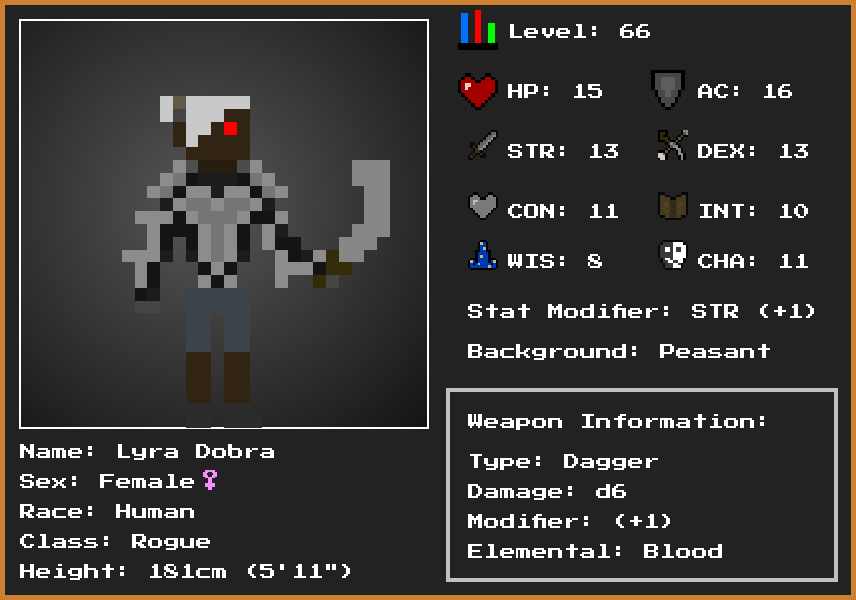 Level: 66
HP: 15 AC: 16
STR: 13 DEX: 13
CON: 11 INT: 10
WIS: 8 CHA: 11
Stat Modifier: STR (+1)
Background: Peasant
Weapon Information:
Type: Dagger
Damage: d6
Modifier: (+1)
Elemental: Blood
Name: Lyra Dobra
Sex: Female♀
Race: Human
Class: Rogue
Height: 181cm (5'11")